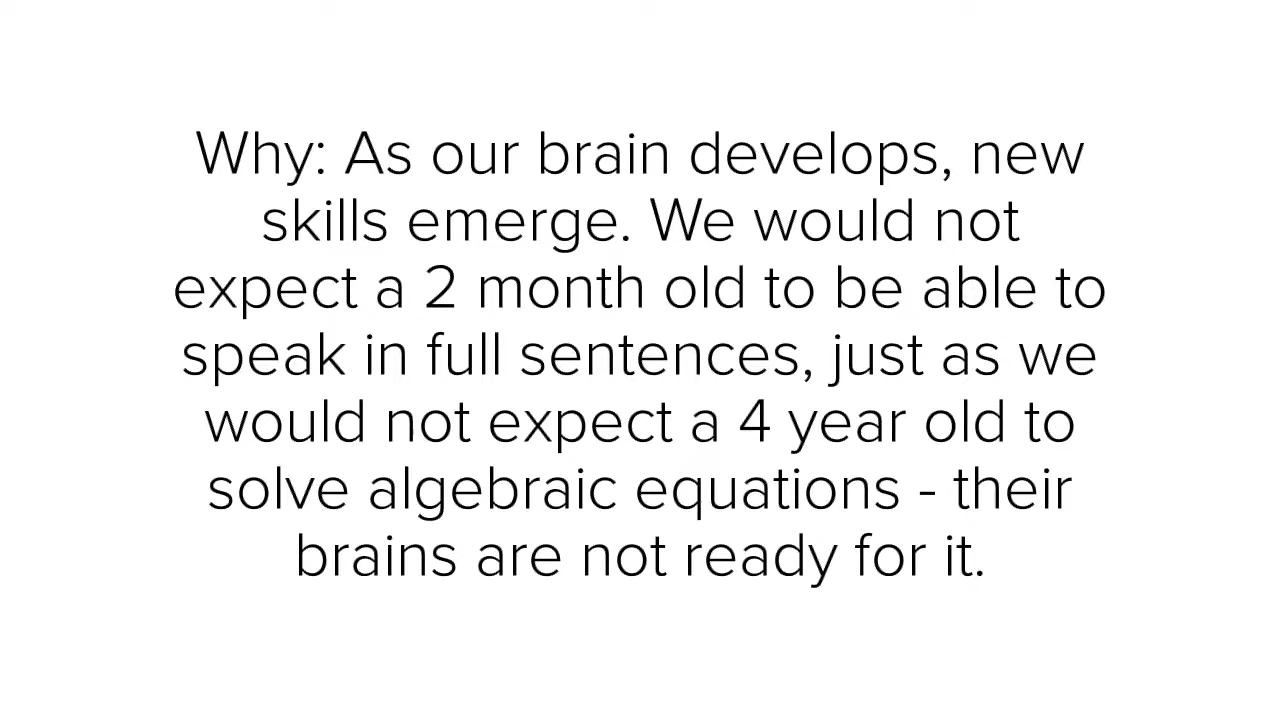 Why: As our brain develops, new
skills emerge. We would not
expect a 2 month old to be able to
speak in full sentences, just as we
would not expect a 4 year old to
solve algebraic equations - their
brains are not ready for it.